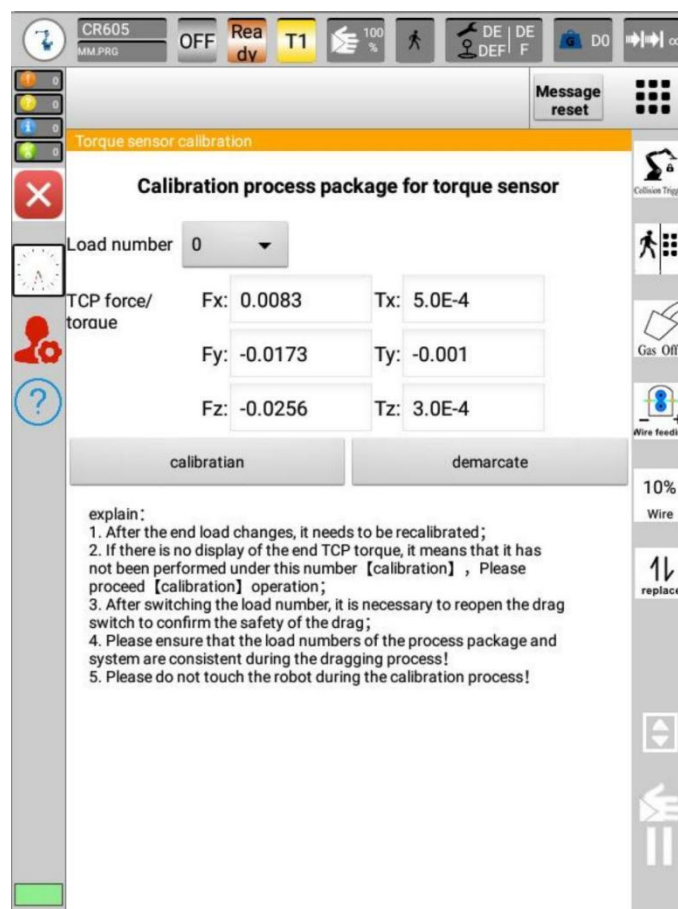 CR605
MM.PRG
OFF
Rea
dy
T1
100
%
DE | DE
DEF | F
G
D0
∞
0
0
0
0
Message
reset
Torque sensor calibration
Calibration process package for torque sensor
Load number 0
TCP force/
torque
Fx: 0.0083 Tx: 5.0E-4
Fy: -0.0173 Ty: -0.001
Fz: -0.0256 Tz: 3.0E-4
calibratian demarcate
explain：
1. After the end load changes, it needs to be recalibrated；
2. If there is no display of the end TCP torque, it means that it has
not been performed under this number【calibration】，Please
proceed【calibration】operation；
3. After switching the load number, it is necessary to reopen the drag
switch to confirm the safety of the drag；
4. Please ensure that the load numbers of the process package and
system are consistent during the dragging process！
5. Please do not touch the robot during the calibration process！
Collision Trigg
Gas Off
Wire feedi
10%
Wire
replace